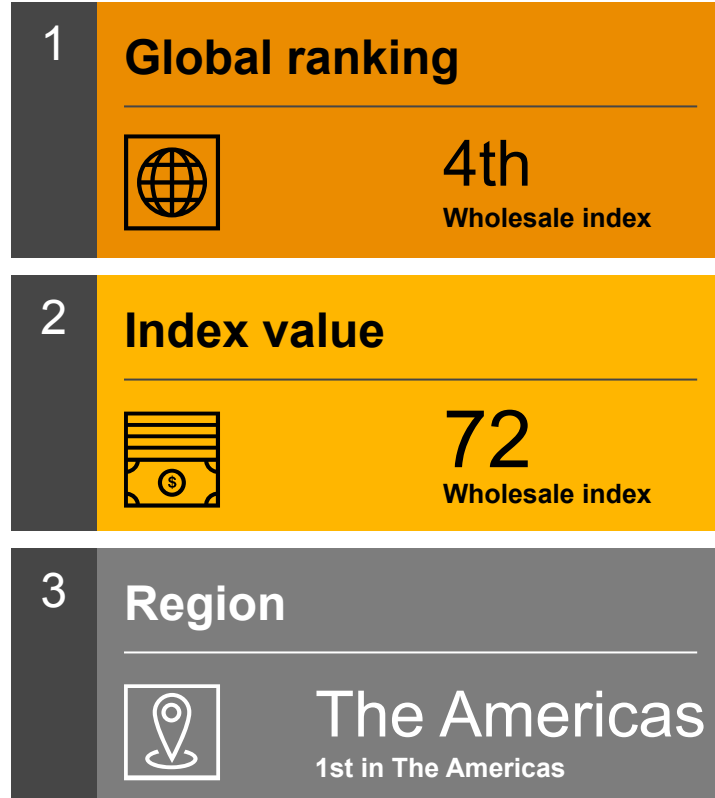 1
Global ranking
4th
Wholesale index
2
Index value
$
72
Wholesale index
3
Region
The Americas
1st in The Americas